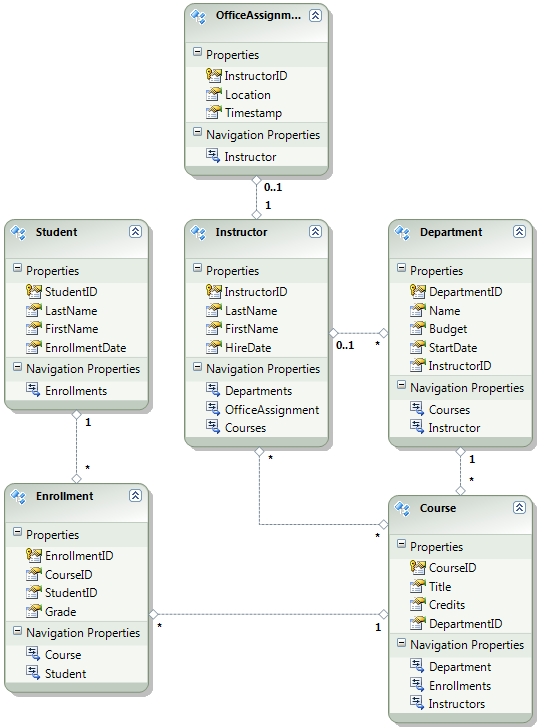 OfficeAssignm...
Properties
InstructorID
Location
Timestamp
Navigation Properties
Instructor
0..1
1
Student
Properties
StudentID
LastName
FirstName
EnrollmentDate
Navigation Properties
Enrollments
Instructor
Properties
InstructorID
LastName
FirstName
HireDate
Navigation Properties
Departments
OfficeAssignment
Courses
0..1
*
Department
Properties
DepartmentID
Name
Budget
StartDate
InstructorID
Navigation Properties
Courses
Instructor
1
*
*
*
1
*
Enrollment
Properties
EnrollmentID
CourseID
StudentID
Grade
Navigation Properties
Course
Student
*
1
Course
Properties
CourseID
Title
Credits
DepartmentID
Navigation Properties
Department
Enrollments
Instructors